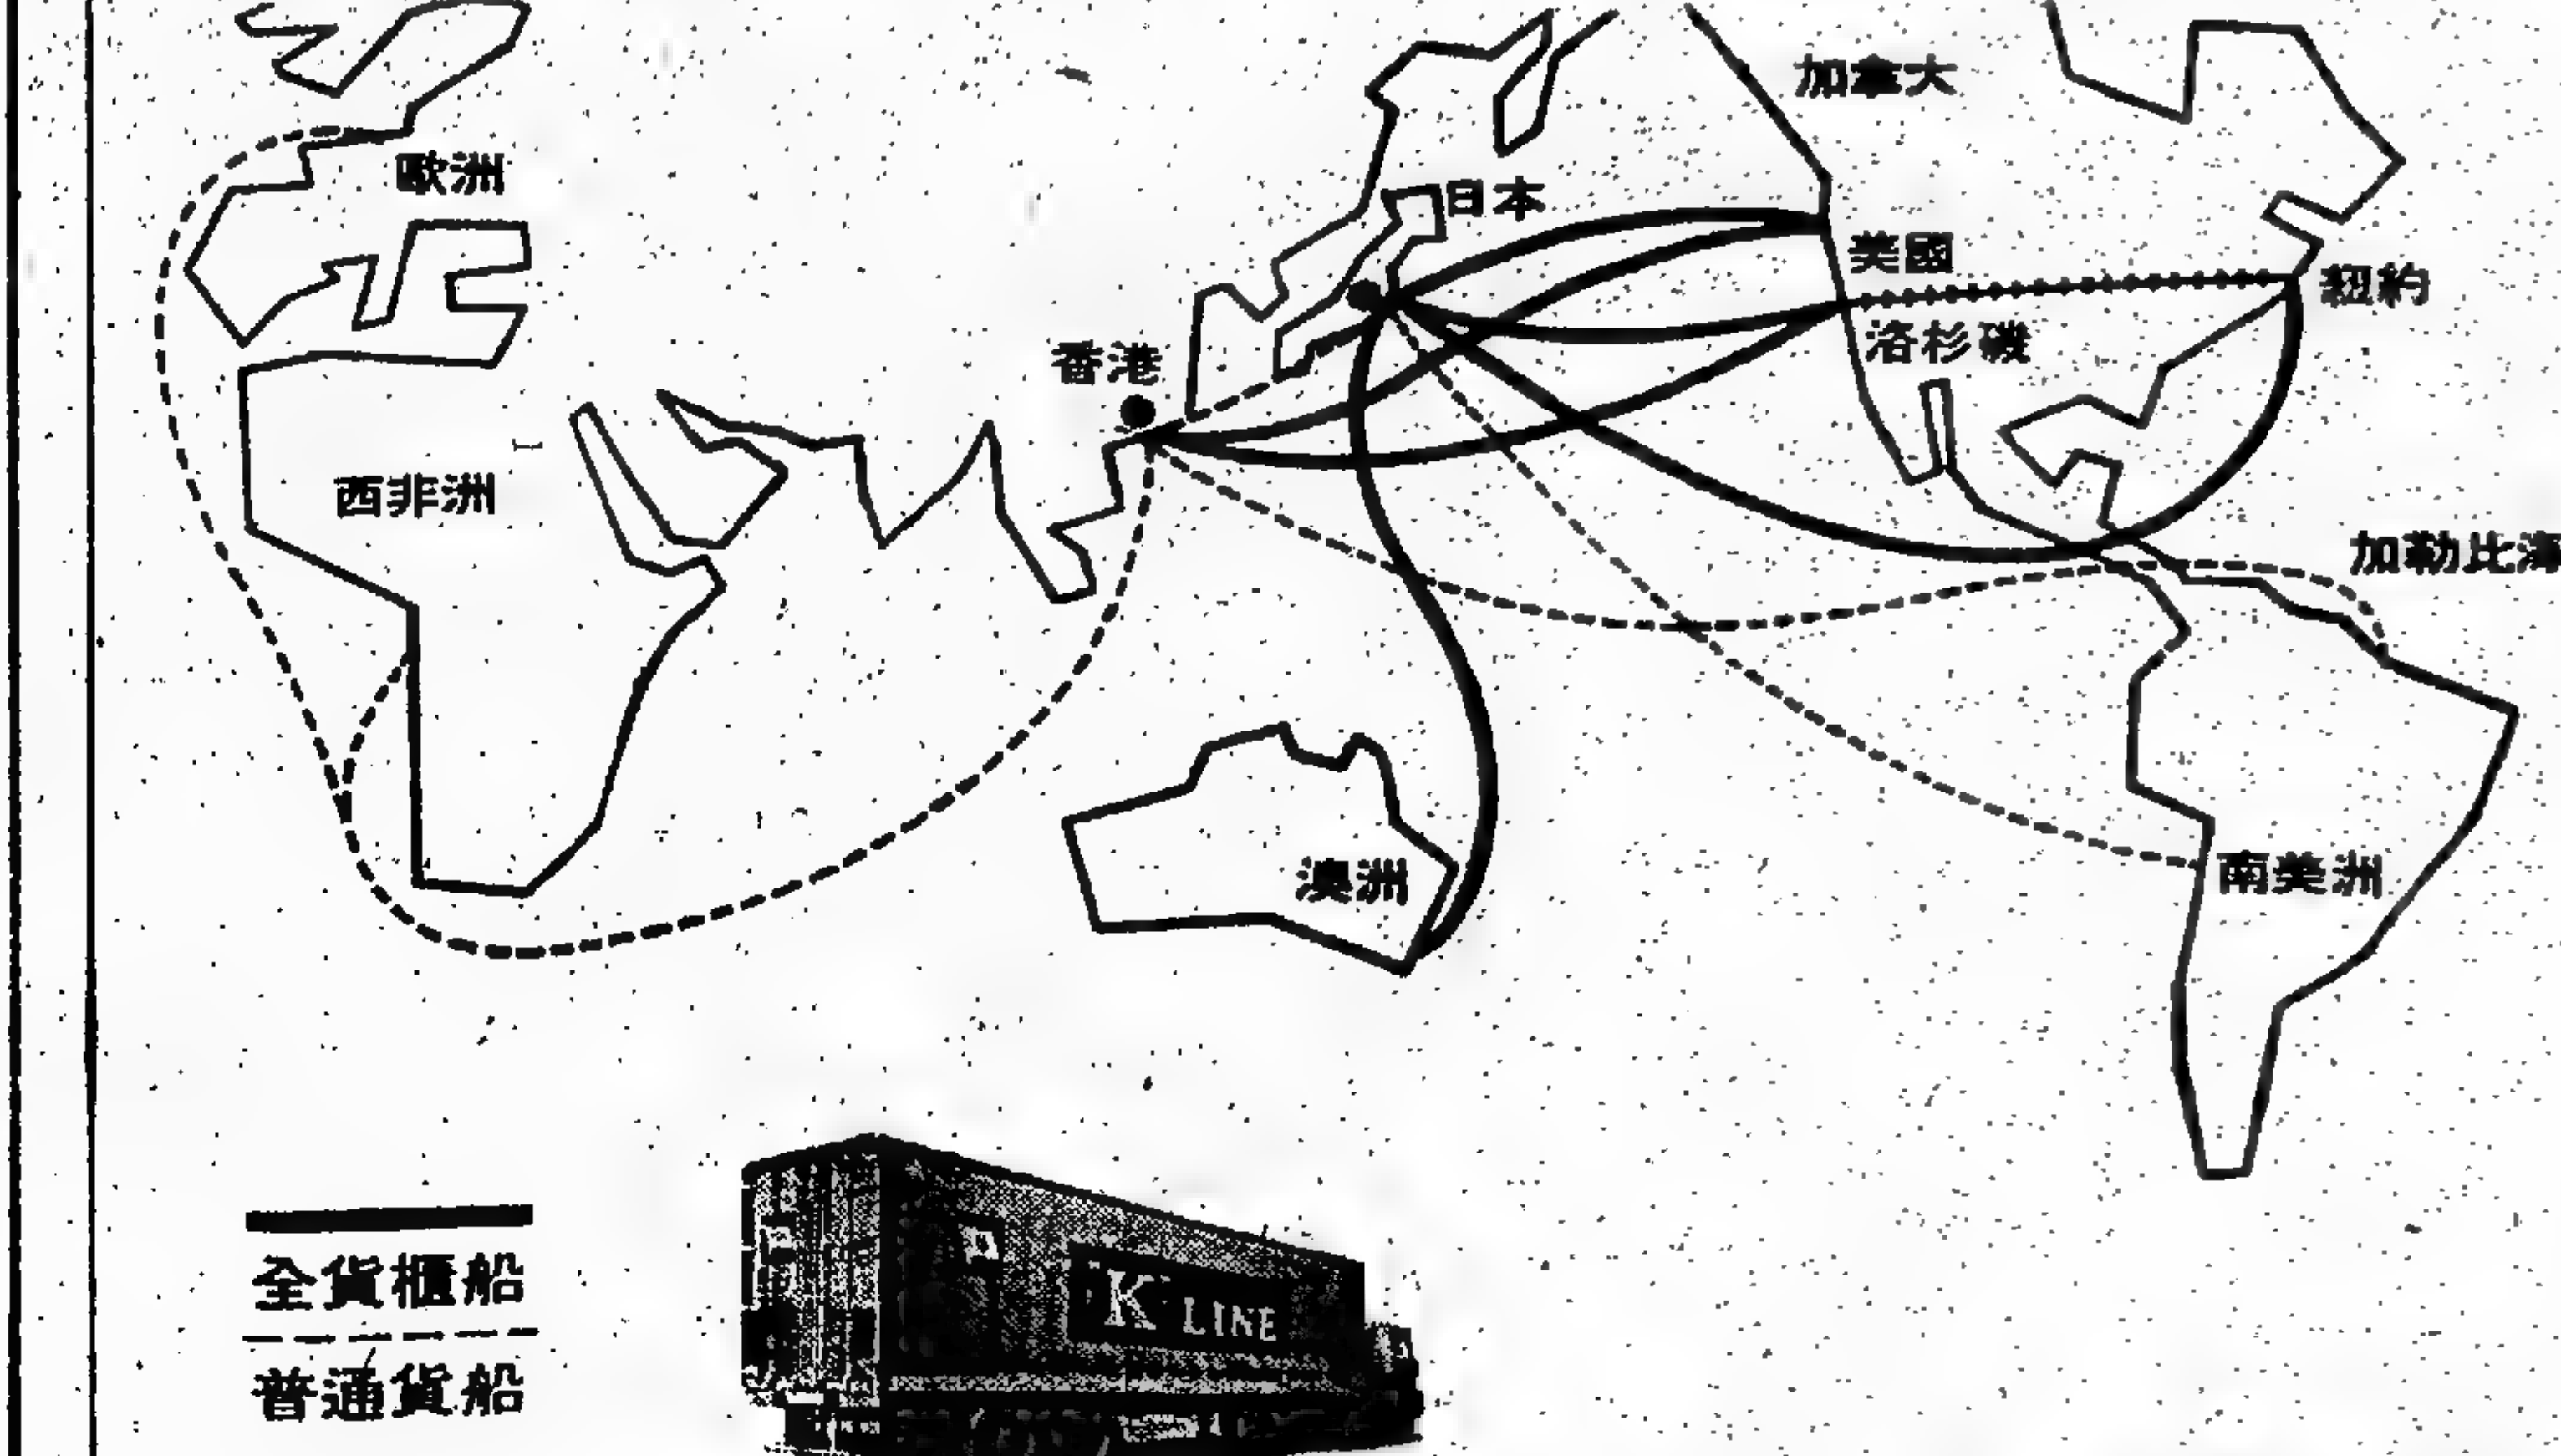 加拿大
歐洲
日本
美國
紐約
洛杉磯
香港
西非洲
加勒比海
澳洲
南美洲
全貨櫃船
普通貨船
"K" LINE